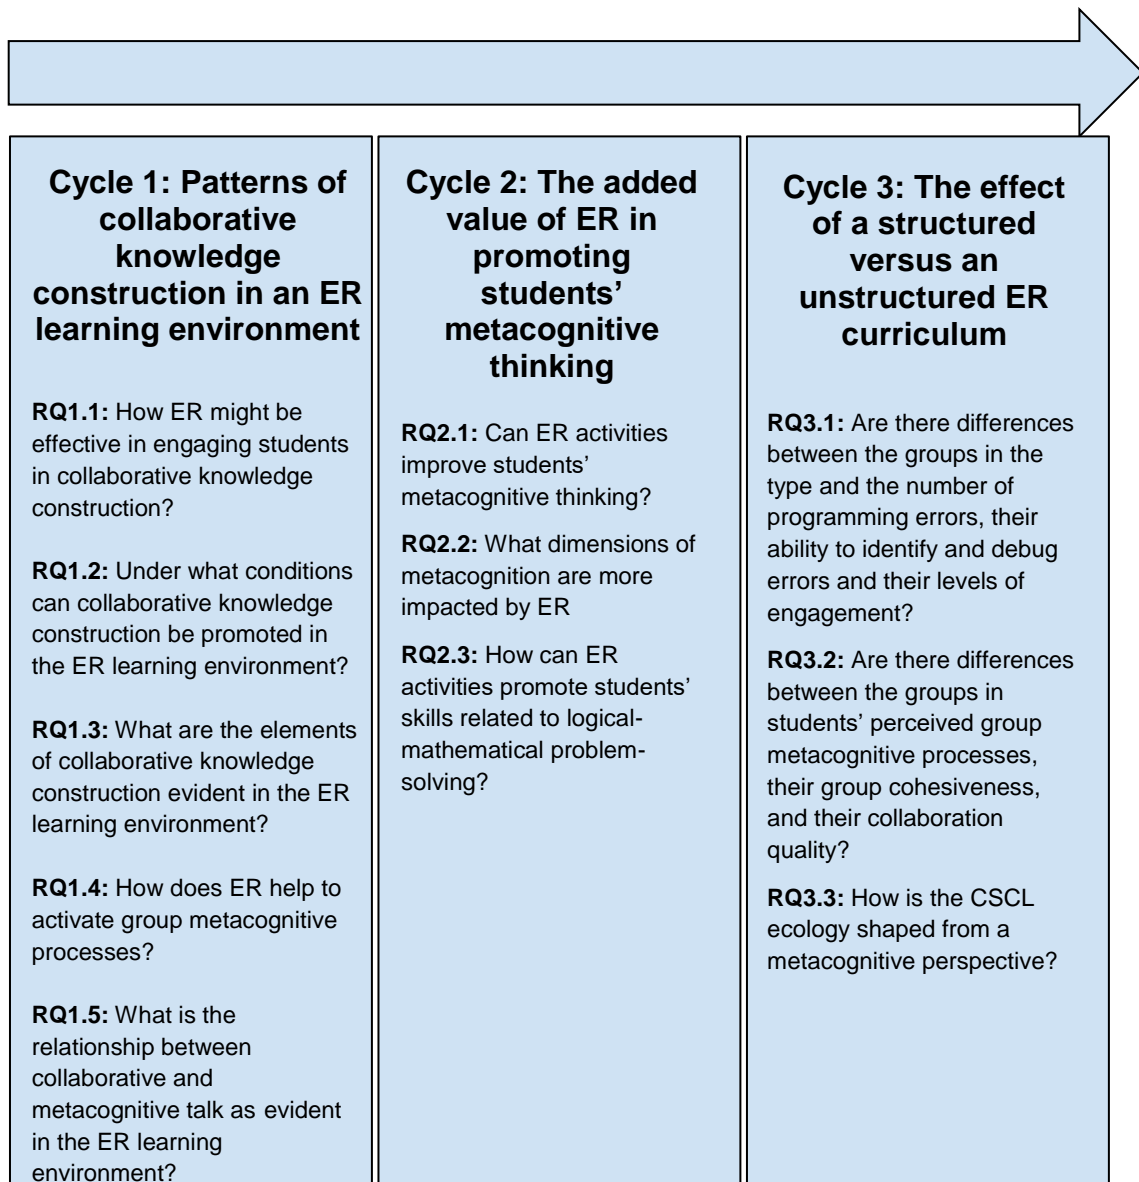 Cycle 1: Patterns of
collaborative
knowledge
construction in an ER
learning environment
RQ1.1: How ER might be
effective in engaging students
in collaborative knowledge
construction?
RQ1.2: Under what conditions
can collaborative knowledge
construction be promoted in
the ER learning environment?
RQ1.3: What are the elements
of collaborative knowledge
construction evident in the ER
learning environment?
RQ1.4: How does ER help to
activate group metacognitive
processes?
RQ1.5: What is the
relationship between
collaborative and
metacognitive talk as evident
in the ER learning
environment?
Cycle 2: The added
value of ER in
promoting
students’
metacognitive
thinking
RQ2.1: Can ER activities
improve students’
metacognitive thinking?
RQ2.2: What dimensions of
metacognition are more
impacted by ER
RQ2.3: How can ER
activities promote students’
skills related to logical-
mathematical problem-
solving?
Cycle 3: The effect
of a structured
versus an
unstructured ER
curriculum
RQ3.1: Are there differences
between the groups in the
type and the number of
programming errors, their
ability to identify and debug
errors and their levels of
engagement?
RQ3.2: Are there differences
between the groups in
students’ perceived group
metacognitive processes,
their group cohesiveness,
and their collaboration
quality?
RQ3.3: How is the CSCL
ecology shaped from a
metacognitive perspective?